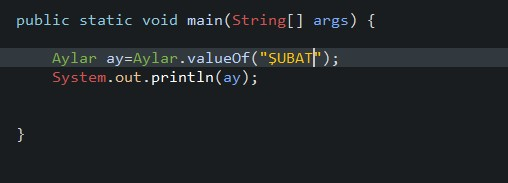 public static void main(String[] args) {
Aylar ay=Aylar.valueOf("ŞUBAT");
System.out.println(ay);
}